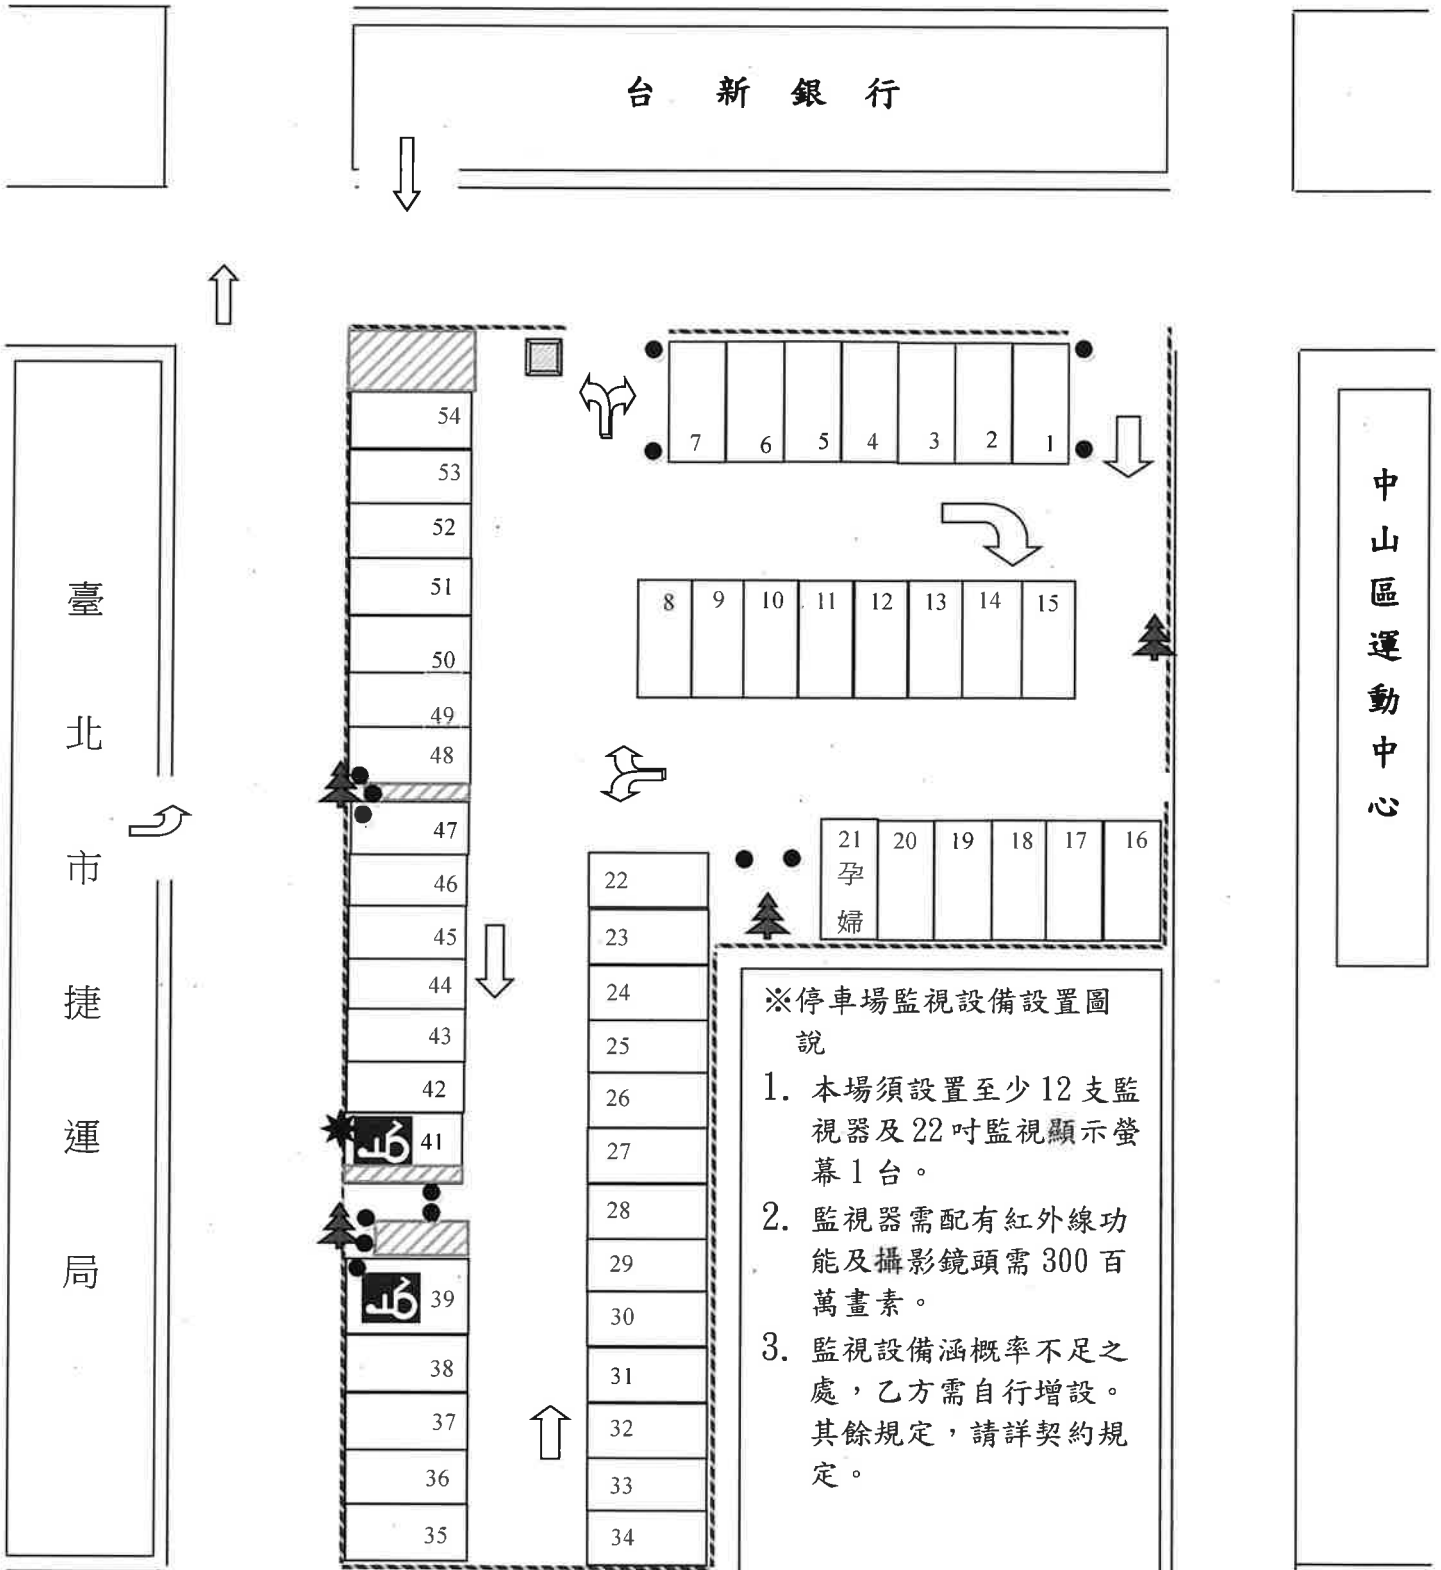 台新銀行
54
53
52
51
50
49
48
47
46
45
44
43
42
41
39
38
37
36
35
7 6 5 4 3 2 1
8 9 10 11 12 13 14 15
21 20 19 18 17 16
孕
婦
22
23
24
25
26
27
28
29
30
31
32
33
34
臺北市捷運局
中山區運動中心
※停車場監視設備設置圖
說
1. 本場須設置至少12支監
視器及22吋監視顯示螢
幕1台。
2. 監視器需配有紅外線功
能及攝影鏡頭需300百
萬畫素。
3. 監視設備涵概率不足之
處，乙方需自行增設。
其餘規定，請詳契約規
定。